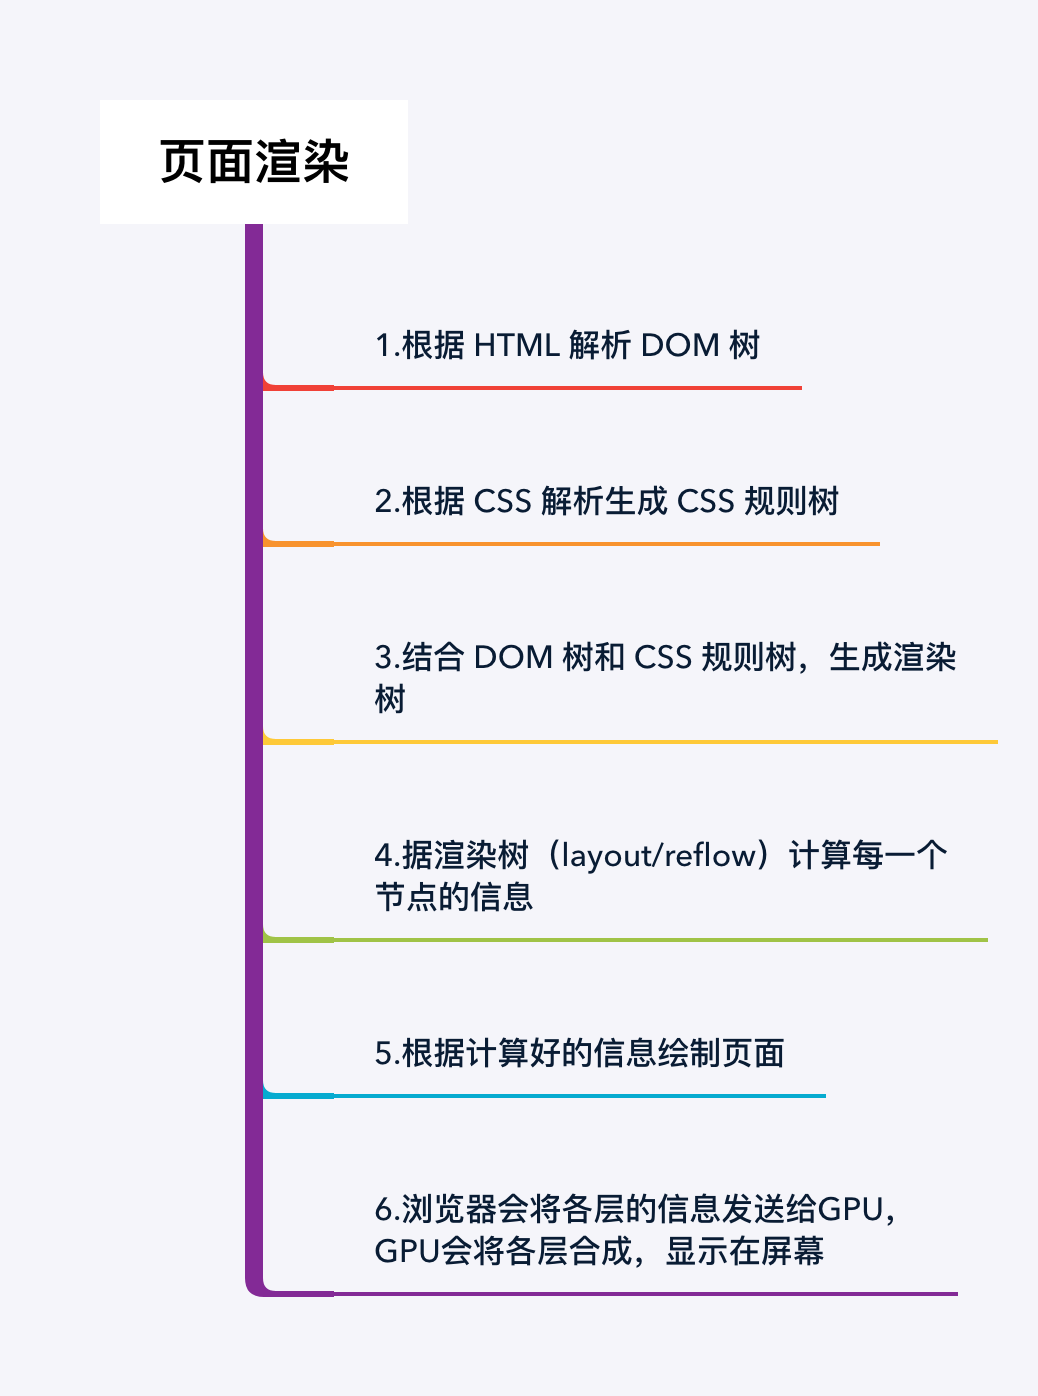 页面渲染
1.根据 HTML 解析 DOM 树
2.根据 CSS 解析生成 CSS 规则树
3.结合 DOM 树和 CSS 规则树，生成渲染
树
4.据渲染树（layout/reflow）计算每一个
节点的信息
5.根据计算好的信息绘制页面
6.浏览器会将各层的信息发送给GPU，
GPU会将各层合成，显示在屏幕